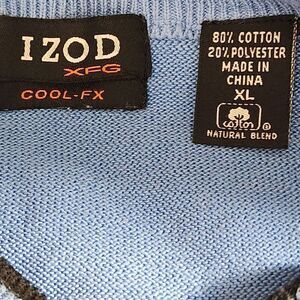 IZOD
XFG
COOL-FX
80% COTTON
20% POLYESTER
MADE IN
CHINA
XL
cotton ®
NATURAL BLEND